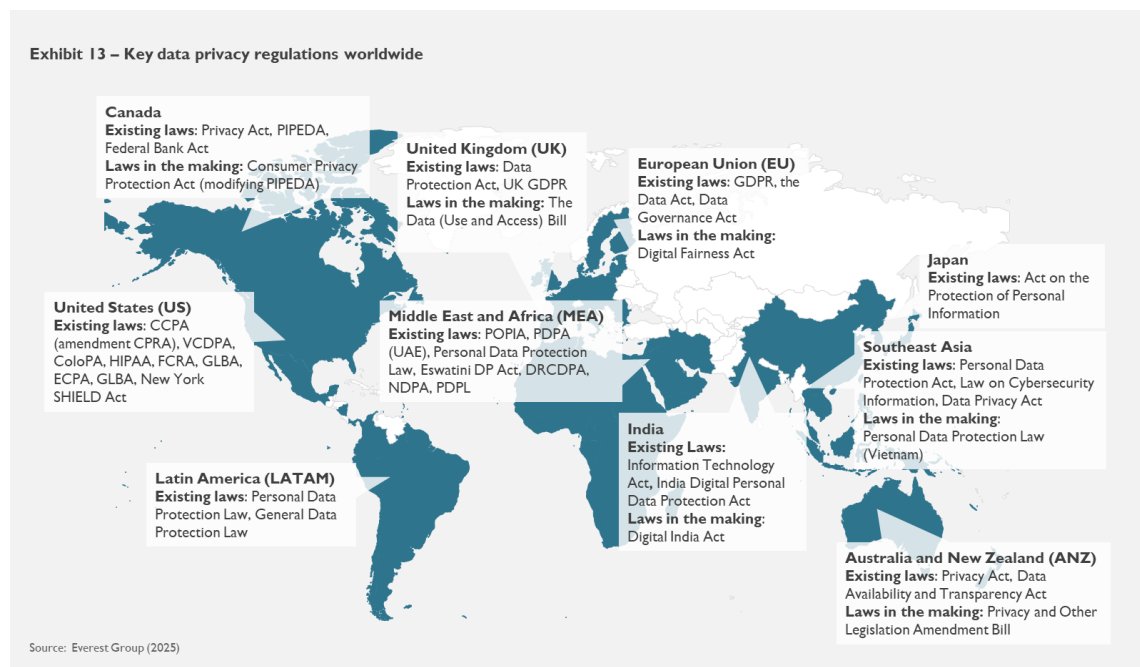 Exhibit 13 – Key data privacy regulations worldwide
Canada
Existing laws: Privacy Act, PIPEDA,
Federal Bank Act
Laws in the making: Consumer Privacy
Protection Act (modifying PIPEDA)
United Kingdom (UK)
Existing laws: Data
Protection Act, UK GDPR
Laws in the making: The
Data (Use and Access) Bill
European Union (EU)
Existing laws: GDPR, the
Data Act, Data
Governance Act
Laws in the making:
Digital Fairness Act
Japan
Existing laws: Act on the
Protection of Personal
Information
United States (US)
Existing laws: CCPA
(amendment CPRA), VCDPA,
ColoPA, HIPAA, FCRA, GLBA,
ECPA, GLBA, New York
SHIELD Act
Middle East and Africa (MEA)
Existing laws: POPIA, PDPA
(UAE), Personal Data Protection
Law, Eswatini DP Act, DRCDPA,
NDPA, PDPL
Southeast Asia
Existing laws: Personal Data
Protection Act, Law on Cybersecurity
Information, Data Privacy Act
Laws in the making:
Personal Data Protection Law
(Vietnam)
India
Existing Laws:
Information Technology
Act, India Digital Personal
Data Protection Act
Laws in the making:
Digital India Act
Latin America (LATAM)
Existing laws: Personal Data
Protection Law, General Data
Protection Law
Australia and New Zealand (ANZ)
Existing laws: Privacy Act, Data
Availability and Transparency Act
Laws in the making: Privacy and Other
Legislation Amendment Bill
Source: Everest Group (2025)